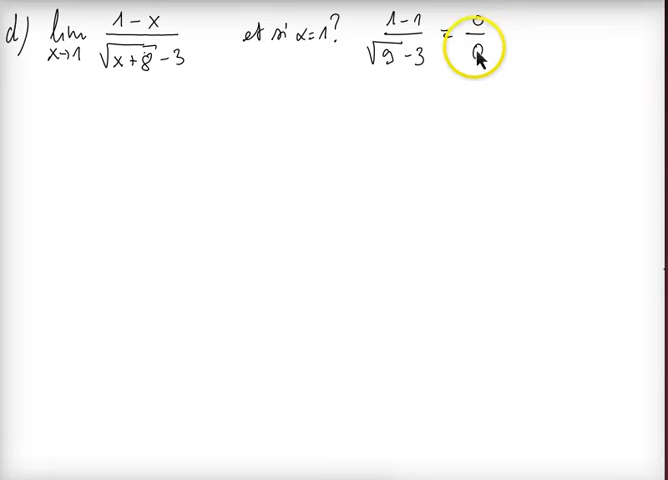 d) lim x→1 (1 - x)/(√(x+8) - 3) et si x=1? (1-1)/(√9 - 3) = 0/0